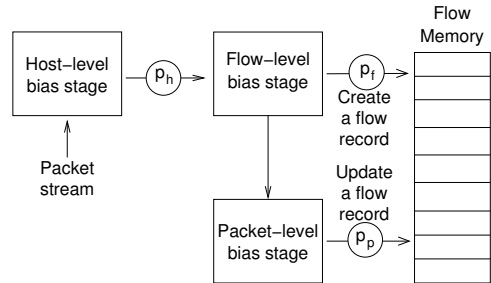 Flow
Memory
Host–level
bias stage
p_h
Flow–level
bias stage
p_f
Create
a flow
record
Packet
stream
Update
a flow
record
Packet–level
bias stage
p_p